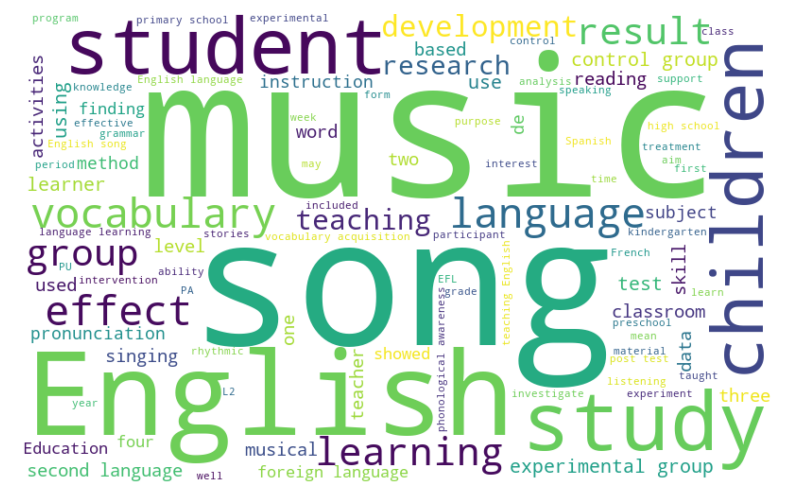 program
primary school
experimental
student
development
result
class
control
based
research
control group
activities
using
knowledge
English language
instruction
use
analysis
support
reading
speaking
music
children
finding
effective
grammar
English song
form
week
word
purpose
de
Spanish
high school
treatment
period
method
may
two
interest
time
aim
first
learner
vocabulary
included
teaching
language
subject
language learning
stories
vocabulary acquisition
participant
kindergarten
group
level
song
French
PU
intervention
ability
used
PA
EFL
grade
teaching English
test
skill
learn
effect
classroom
pronunciation
one
preschool
data
mean
singing
rhythmic
showed
phonological awareness
material
post test
English
teacher
listening
taught
year
L2
investigate
experiment
three
study
Education
four
musical
learning
second language
well
foreign language
experimental group